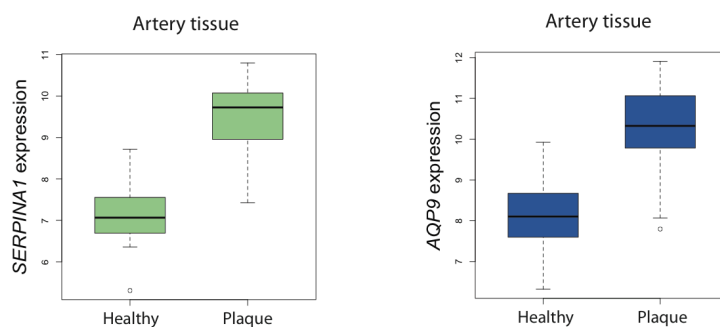 Artery tissue
SERPINA1 expression
11
10
9
8
7
6
Healthy Plaque
Artery tissue
AQP9 expression
12
11
10
9
8
7
Healthy Plaque